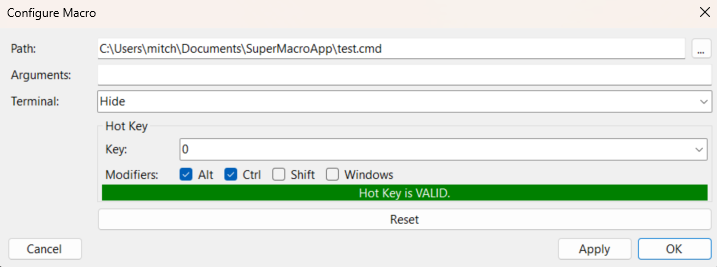 Configure Macro
Path: C:\Users\mitch\Documents\SuperMacroApp\test.cmd ...
Arguments:
Terminal: Hide
Hot Key
Key: 0
Modifiers: Alt Ctrl Shift Windows
Hot Key is VALID.
Reset
Cancel Apply OK